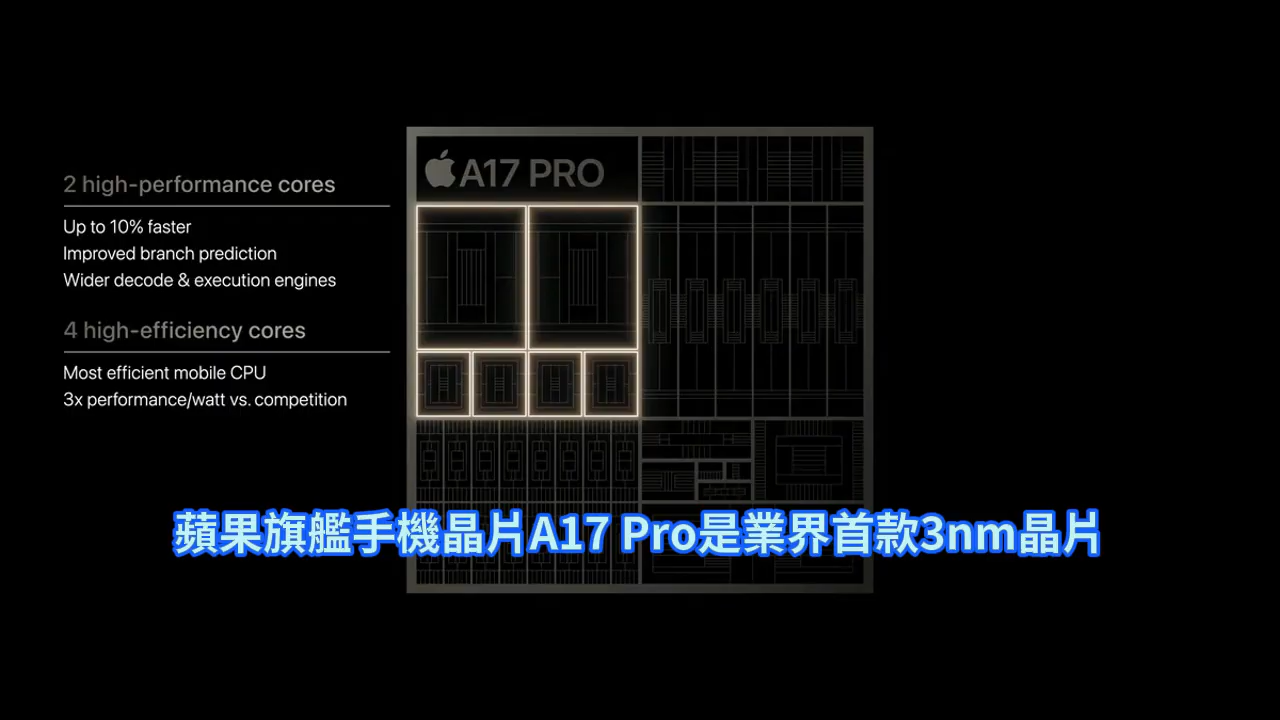 A17 PRO
2 high-performance cores
Up to 10% faster
Improved branch prediction
Wider decode & execution engines
4 high-efficiency cores
Most efficient mobile CPU
3x performance/watt vs. competition
蘋果旗艦手機晶片A17 Pro是業界首款3nm晶片